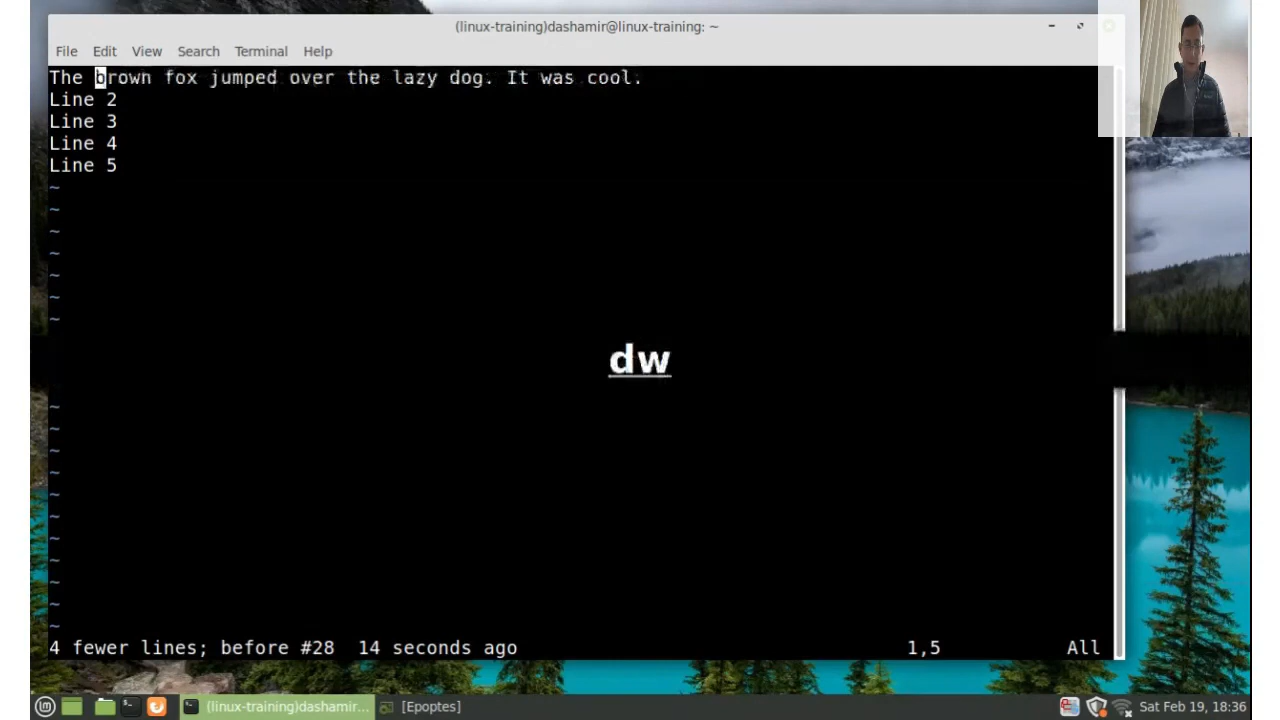 (linux-training)dashamir@linux-training: ~
File Edit View Search Terminal Help
The brown fox jumped over the lazy dog. It was cool.
Line 2
Line 3
Line 4
Line 5
~
~
~
~
~
~
~
dw
~
~
~
~
~
~
~
~
~
~
~
4 fewer lines; before #28 14 seconds ago 1,5 All
(linux-training)dashamir... [Epoptes] Sat Feb 19, 18:36